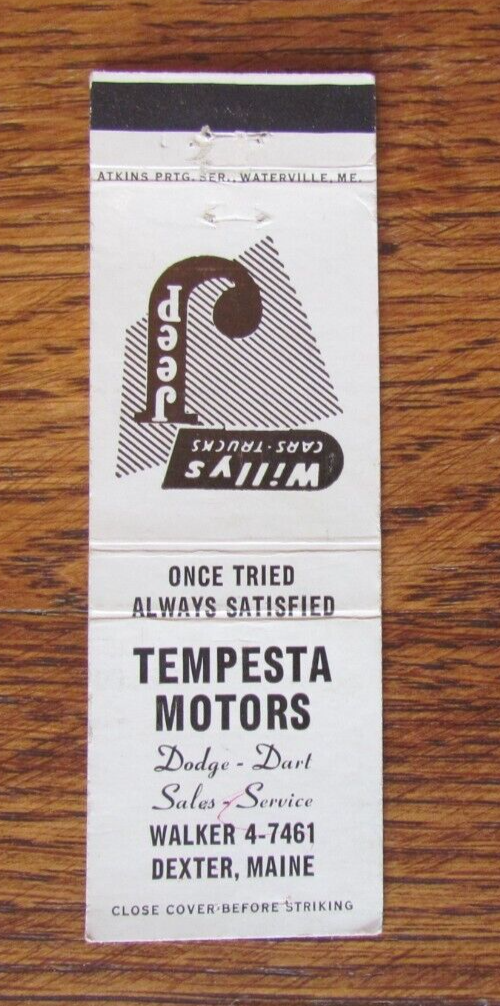 ATKINS PRTG. SER., WATERVILLE, ME.
Jeep
Willys
CARS-TRUCKS
ONCE TRIED
ALWAYS SATISFIED
TEMPESTA
MOTORS
Dodge - Dart
Sales - Service
WALKER 4-7461
DEXTER, MAINE
CLOSE COVER BEFORE STRIKING